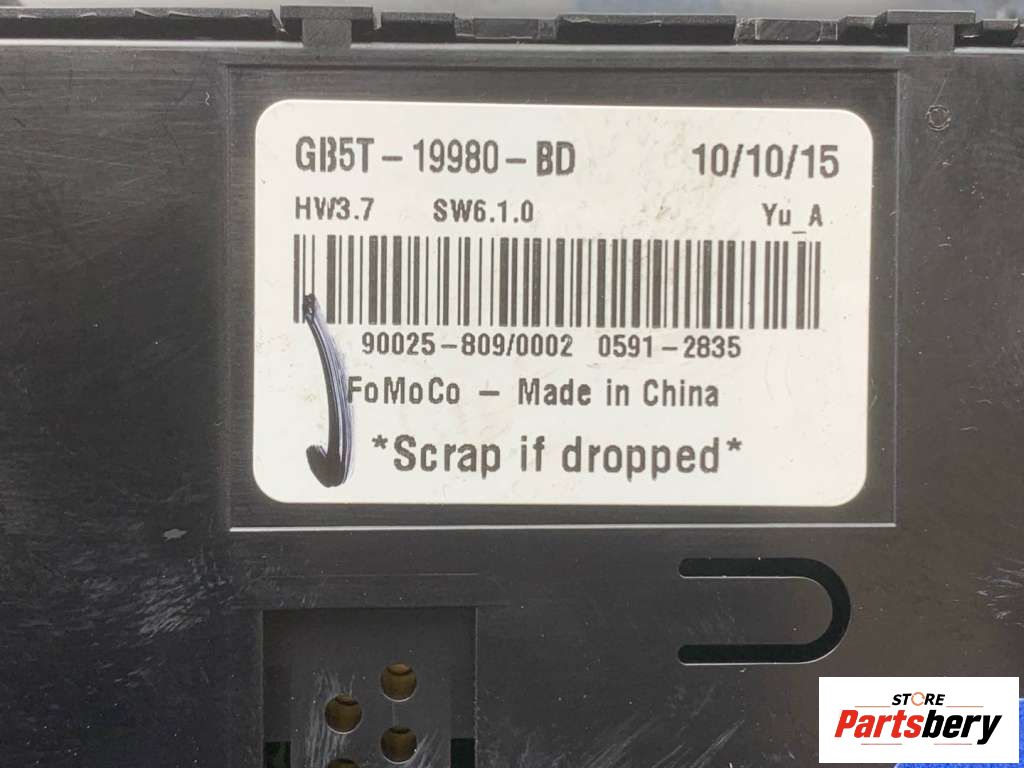 GB5T-19980-BD 10/10/15
HW3.7 SW6.1.0 Yu_A
90025-809/0002 0591-2835
FoMoCo - Made in China
*Scrap if dropped*
STORE
Partsbery